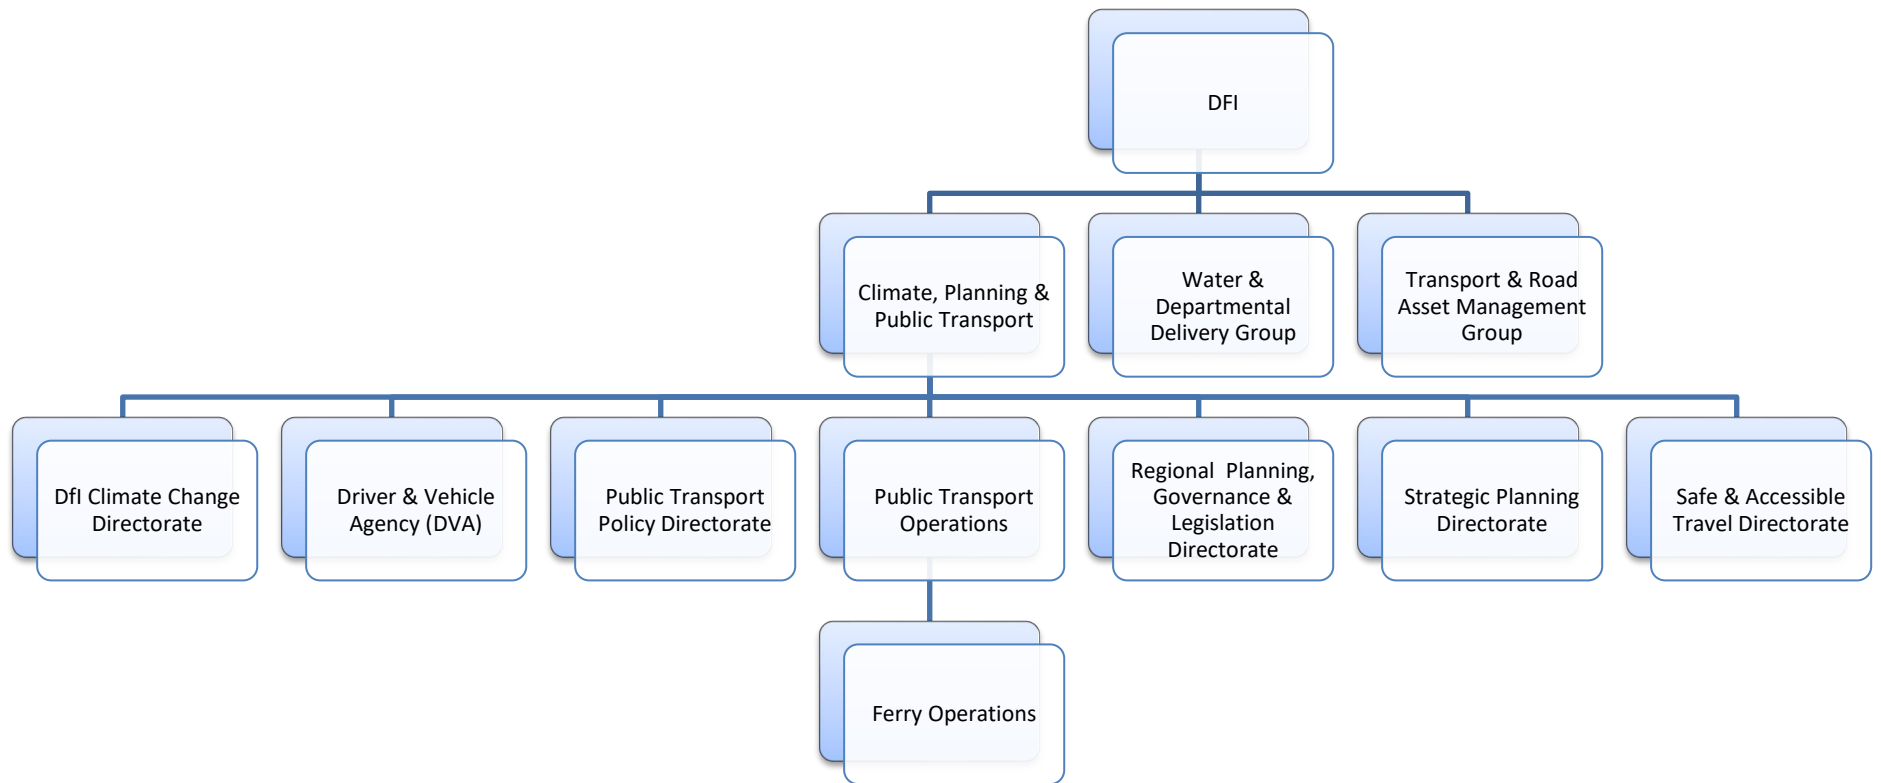 DFI
Climate, Planning &
Public Transport
Water &
Departmental
Delivery Group
Transport & Road
Asset Management
Group
DfI Climate Change
Directorate
Driver & Vehicle
Agency (DVA)
Public Transport
Policy Directorate
Public Transport
Operations
Regional  Planning,
Governance &
Legislation
Directorate
Strategic Planning
Directorate
Safe & Accessible
Travel Directorate
Ferry Operations